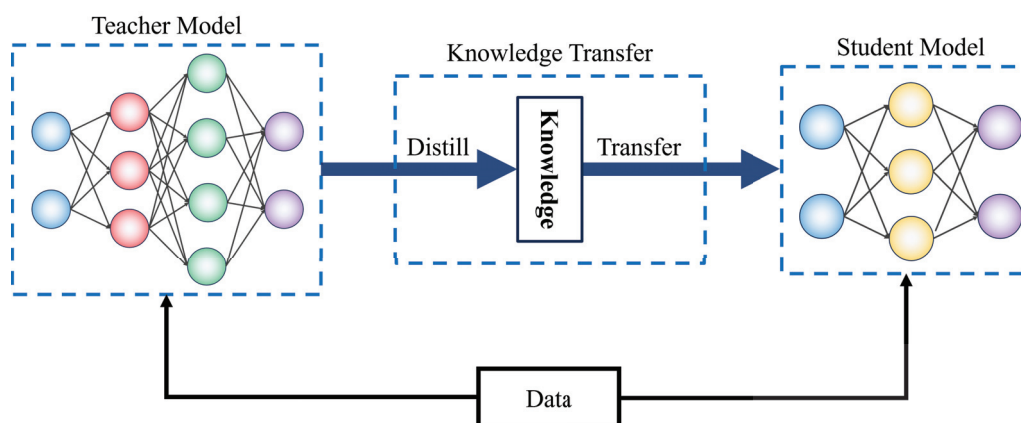 Teacher Model
Knowledge Transfer
Student Model
Distill
Knowledge
Transfer
Data